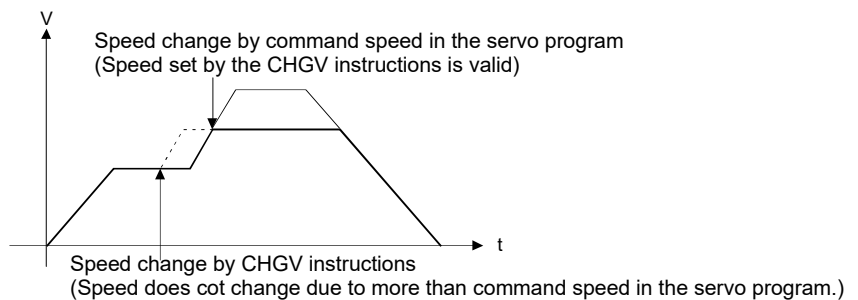 V
Speed change by command speed in the servo program
(Speed set by the CHGV instructions is valid)
t
Speed change by CHGV instructions
(Speed does cot change due to more than command speed in the servo program.)